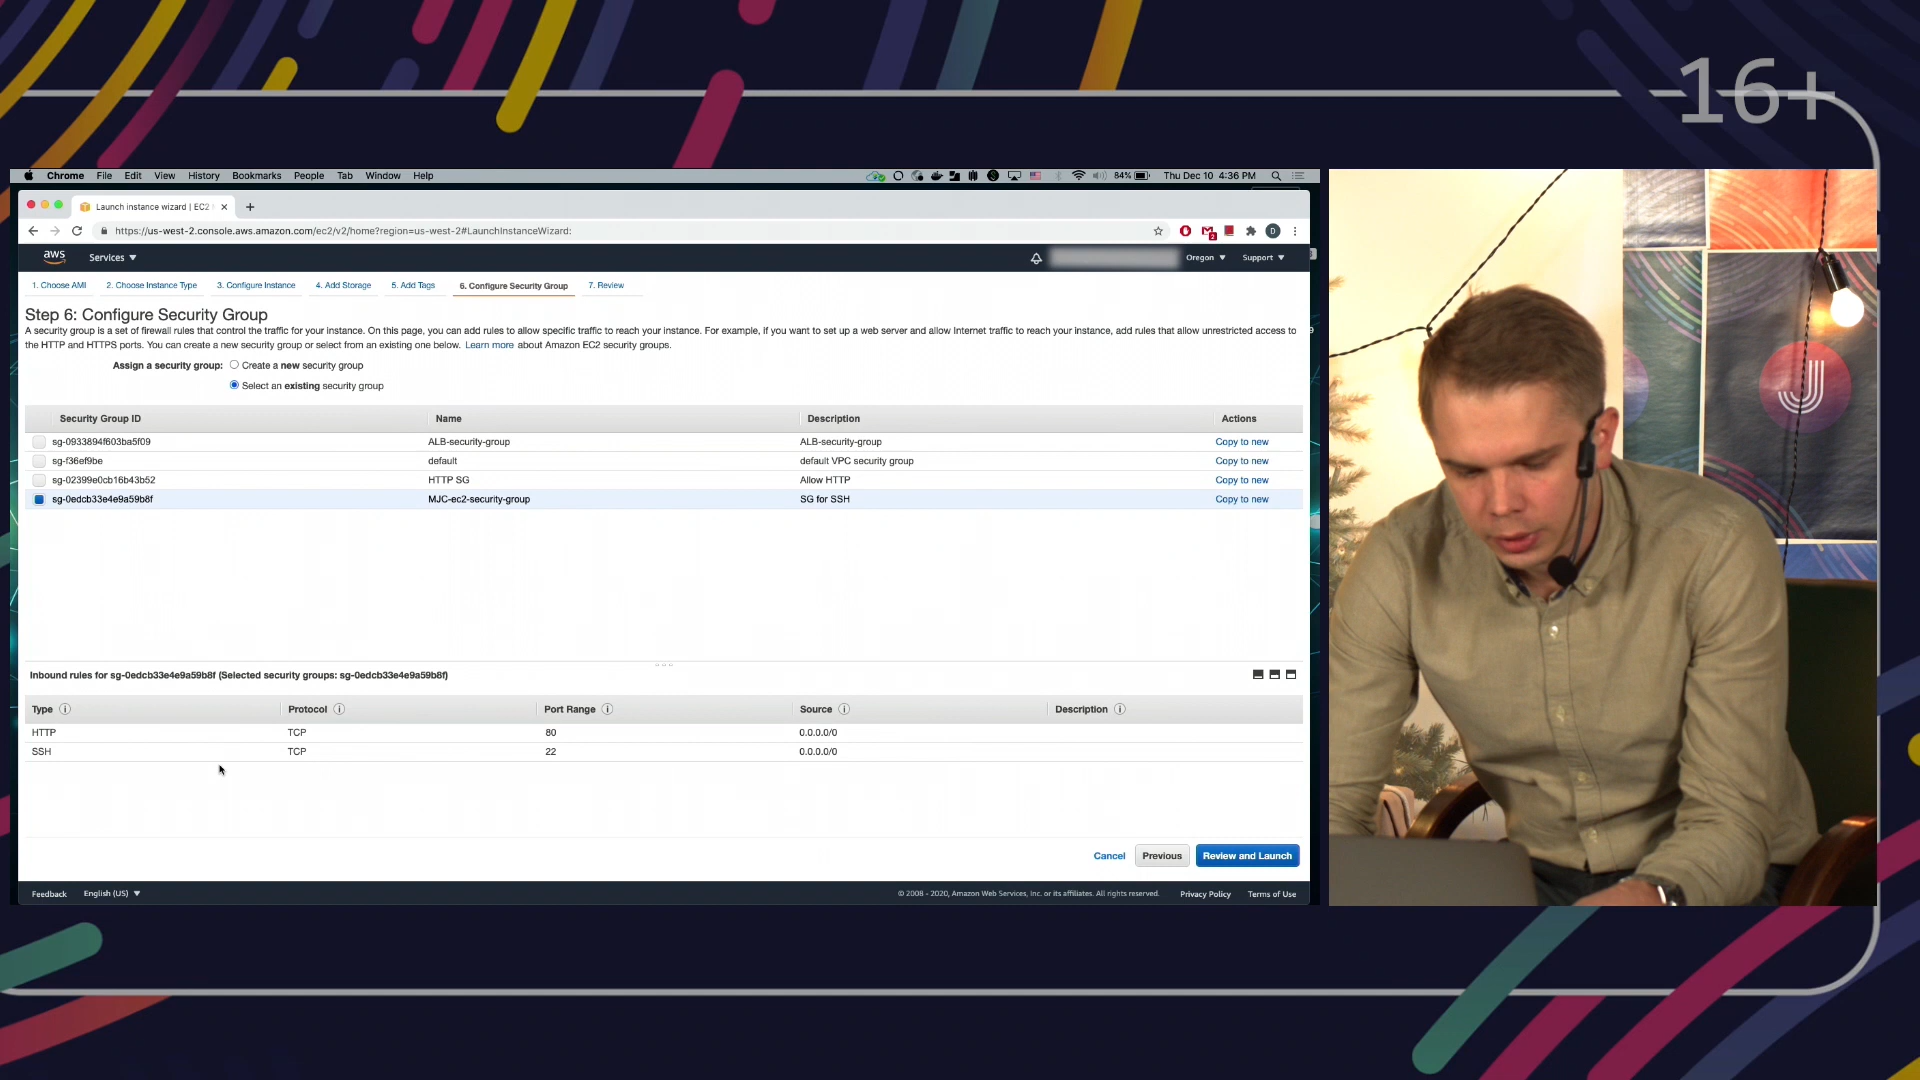 16+
Chrome File Edit View History Bookmarks People Tab Window Help 84% Thu Dec 10 4:36 PM
Launch instance wizard | EC2
https://us-west-2.console.aws.amazon.com/ec2/v2/home?region=us-west-2#LaunchInstanceWizard:
aws Services Oregon Support
1. Choose AMI 2. Choose Instance Type 3. Configure Instance 4. Add Storage 5. Add Tags 6. Configure Security Group 7. Review
Step 6: Configure Security Group
A security group is a set of firewall rules that control the traffic for your instance. On this page, you can add rules to allow specific traffic to reach your instance. For example, if you want to set up a web server and allow Internet traffic to reach your instance, add rules that allow unrestricted access to
the HTTP and HTTPS ports. You can create a new security group or select from an existing one below. Learn more about Amazon EC2 security groups.
Assign a security group: Create a new security group
Select an existing security group
Security Group ID Name Description Actions
sg-0933894f603ba5f09 ALB-security-group ALB-security-group Copy to new
sg-f36ef9be default default VPC security group Copy to new
sg-02399e0cb16b43b52 HTTP SG Allow HTTP Copy to new
sg-0edcb33e4e9a59b8f MJC-ec2-security-group SG for SSH Copy to new
Inbound rules for sg-0edcb33e4e9a59b8f (Selected security groups: sg-0edcb33e4e9a59b8f)
Type Protocol Port Range Source Description
HTTP TCP 80 0.0.0.0/0
SSH TCP 22 0.0.0.0/0
Cancel Previous Review and Launch
Feedback English (US) © 2008 - 2020, Amazon Web Services, Inc. or its affiliates. All rights reserved. Privacy Policy Terms of Use